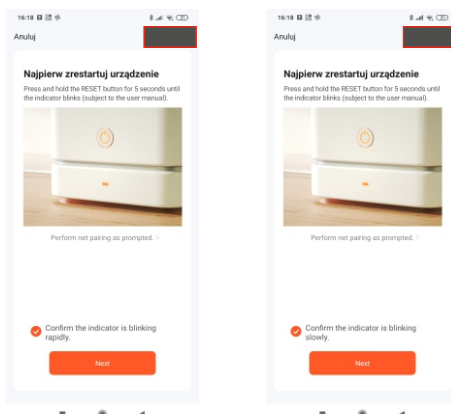 16:18
Anuluj
Najpierw zrestartuj urządzenie
Press and hold the RESET button for 5 seconds until
the indicator blinks (subject to the user manual).
Perform net pairing as prompted. >
Confirm the indicator is blinking
rapidly.
Next
16:18
Anuluj
Najpierw zrestartuj urządzenie
Press and hold the RESET button for 5 seconds until
the indicator blinks (subject to the user manual).
Perform net pairing as prompted. >
Confirm the indicator is blinking
slowly.
Next